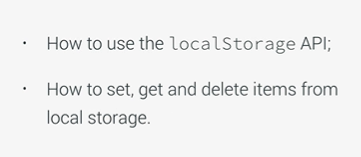 • How to use the localStorage API;
• How to set, get and delete items from
local storage.